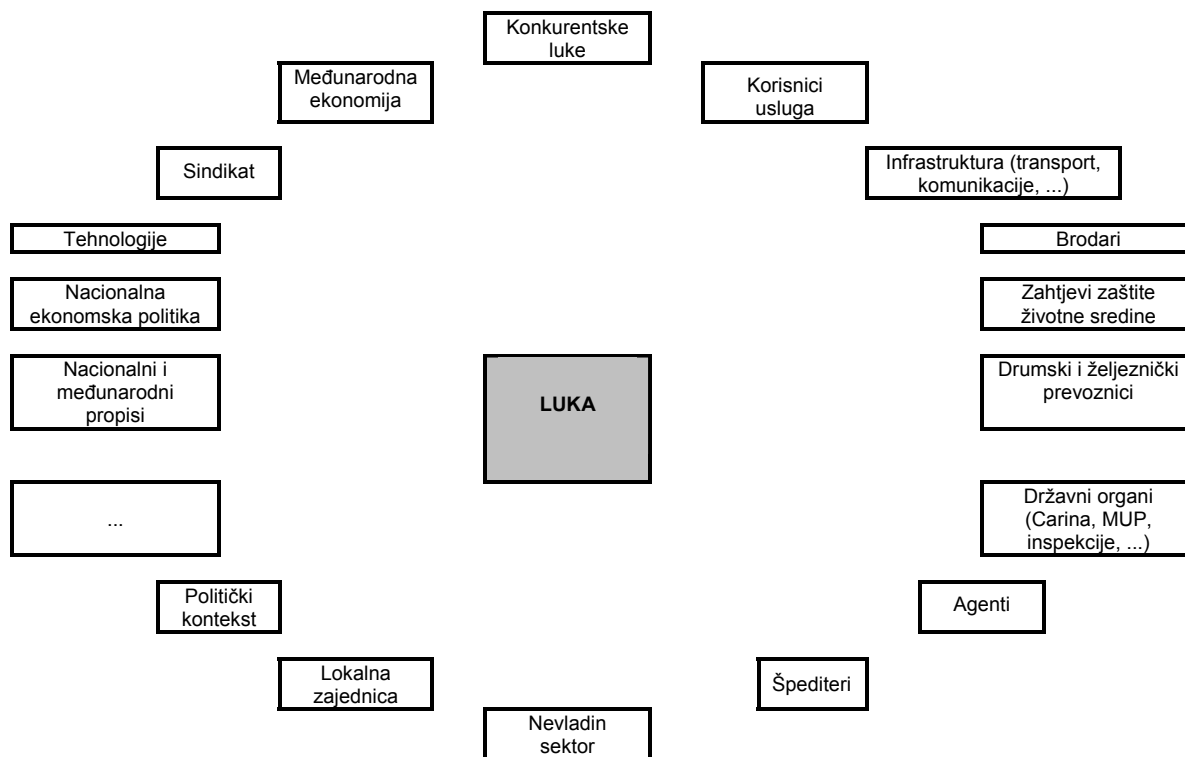 Konkurentske
luke
Međunarodna
ekonomija
Korisnici
usluga
Sindikat
Infrastruktura (transport,
komunikacije, ...)
Tehnologije
Brodari
Nacionalna
ekonomska politika
Zahtjevi zaštite
životne sredine
Nacionalni i
međunarodni
propisi
LUKA
Drumski i željeznički
prevoznici
...
Državni organi
(Carina, MUP,
inspekcije, ...)
Politički
kontekst
Agenti
Lokalna
zajednica
Špediteri
Nevladin
sektor